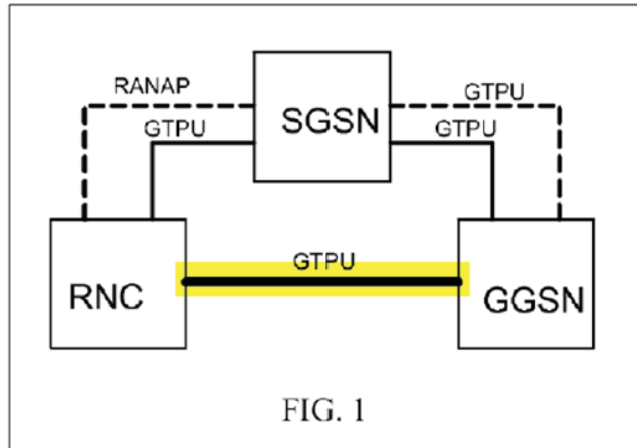 RANAP
GTPU
SGSN
GTPU
GTPU
RNC
GTPU
GGSN
FIG. 1